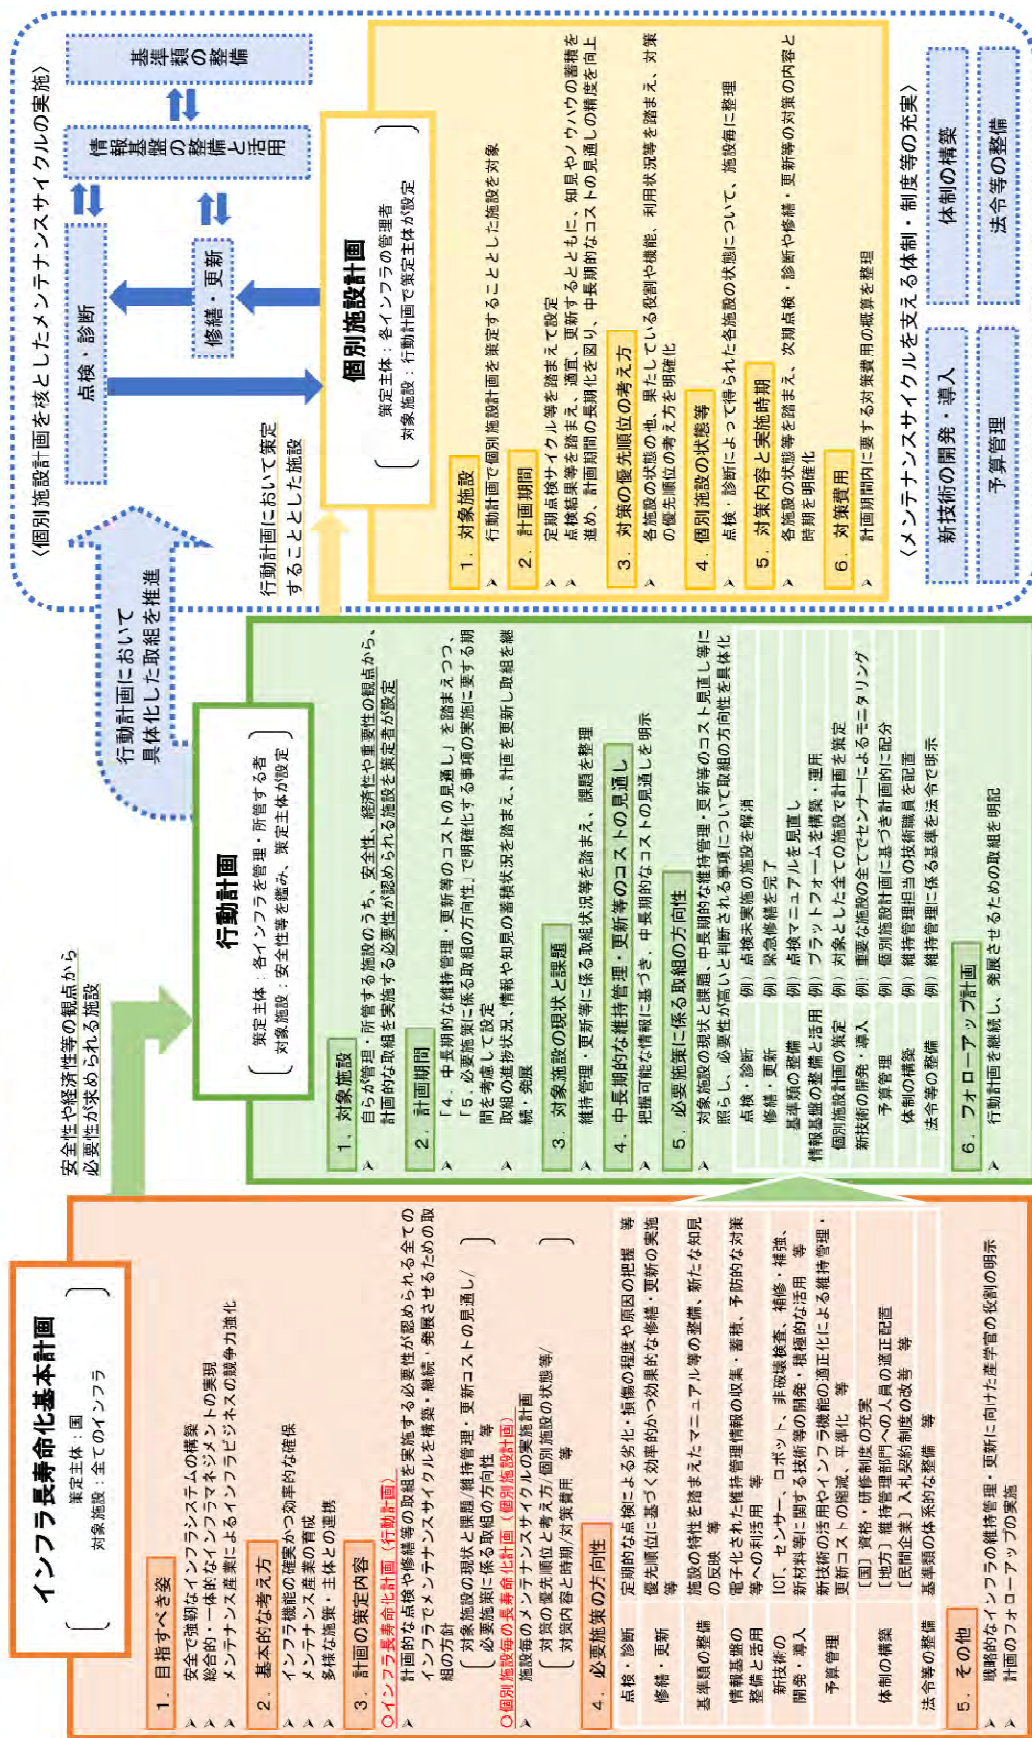 インフラ長寿命化基本計画
策定主体：国
対象施設：全てのインフラ
1．目指すべき姿
➢ 安全で強靭なインフラシステムの構築
➢ 総合的・一体的なインフラマネジメントの実現
➢ メンテナンス産業によるインフラビジネスの競争力強化
2．基本的な考え方
➢ インフラ機能の確実かつ効率的な確保
➢ メンテナンス産業の育成
➢ 多様な施策・主体との連携
3．計画の策定内容
○インフラ長寿命化計画（行動計画）
➢ 計画的な点検や修繕等の取組を実施する必要性が認められる全ての
インフラでメンテナンスサイクルを構築・継続・発展させるための取
組の方針
対象施設の現状と課題/維持管理・更新コストの見通し/
必要施策に係る取組の方向性 等
○個別施設毎の長寿命化計画（個別施設計画）
➢ 施設毎のメンテナンスサイクルの実施計画
対策の優先順位と考え方/個別施設の状態等/
対策内容と時期/対策費用 等
4．必要施策の方向性
点検・診断 定期的な点検による劣化・損傷の程度や原因の把握 等
修繕・更新 優先順位に基づく効率的かつ効果的な修繕・更新の実施
等
基準類の整備 施設の特性を踏まえたマニュアル等の整備、新たな知見
の反映 等
情報基盤の
整備と活用 電子化された維持管理情報の収集・蓄積、予防的な対策
等への利活用 等
新技術の
開発・導入 ICT、センサー、ロボット、非破壊検査、補修・補強、
新材料等に関する技術等の開発・積極的な活用 等
予算管理 新技術の活用やインフラ機能の適正化による維持管理・
更新コストの縮減、平準化 等
体制の構築 [国] 資格・研修制度の充実
[地方] 維持管理部門への人員の適正配置
[民間企業] 入札契約制度の改善 等
法令等の整備 基準類の体系的な整備 等
5．その他
➢ 戦略的なインフラの維持管理・更新に向けた産学官の役割の明示
➢ 計画のフォローアップの実施
安全性や経済性等の観点から
必要性が求められる施設
行動計画
策定主体：各インフラを管理・所管する者
対象施設：安全性等を鑑み、策定主体が設定
1．対象施設
➢ 自らが管理・所管する施設のうち、安全性、経済性や重要性の観点から、
計画的な取組を実施する必要性が認められる施設を策定者が設定
2．計画期間
➢ 「4．中長期的な維持管理・更新等のコストの見通し」を踏まえつつ、
「5．必要施策に係る取組の方向性」で明確化する事項の実施に要する期
間を考慮して設定
➢ 取組の進捗状況、情報や知見の蓄積状況を踏まえ、計画を更新し取組を継
続・発展
3．対象施設の現状と課題
➢ 維持管理・更新等に係る取組状況等を踏まえ、課題を整理
4．中長期的な維持管理・更新等のコストの見通し
➢ 把握可能な情報に基づき、中長期的なコストの見通しを明示
5．必要施策に係る取組の方向性
➢ 対象施設の現状と課題、中長期的な維持管理・更新等のコスト見直し等に
照らし、必要性が高いと判断される事項について取組の方向性を具体化
点検・診断 例）点検未実施の施設を解消
修繕・更新 例）緊急修繕を完了
基準類の整備 例）点検マニュアルを見直し
情報基盤の整備と活用 例）プラットフォームを構築・運用
個別施設計画の策定 例）対象とした全ての施設で計画を策定
新技術の開発・導入 例）重要な施設の全てでセンサーによるモニタリング
予算管理 例）個別施設計画に基づき計画的に配分
体制の構築 例）維持管理担当の技術職員を配置
法令等の整備 例）維持管理に係る基準を法令で明示
6．フォローアップ計画
➢ 行動計画を継続し、発展させるための取組を明記
行動計画において
具体化した取組を推進
行動計画において策定
することとした施設
〈個別施設計画を核としたメンテナンスサイクルの実施〉
点検・診断
修繕・更新
情報基盤の整備と活用
基準類の整備
個別施設計画
策定主体：各インフラの管理者
対象施設：行動計画で策定主体が設定
1．対象施設
➢ 行動計画で個別施設計画を策定することとした施設を対象
2．計画期間
➢ 定期点検サイクル等を踏まえて設定
➢ 点検結果等を踏まえ、適宜、更新するとともに、知見やノウハウの蓄積を
進め、計画期間の長期化を図り、中長期的なコストの見通しの精度を向上
3．対策の優先順位の考え方
➢ 各施設の状態の他、果たしている役割や機能、利用状況等を踏まえ、対策
の優先順位の考え方を明確化
4．個別施設の状態等
➢ 点検・診断によって得られた各施設の状態について、施設毎に整理
5．対策内容と実施時期
➢ 各施設の状態等を踏まえ、次期点検・診断や修繕・更新等の対策の内容と
時期を明確化
6．対策費用
➢ 計画期間内に要する対策費用の概算を整理
〈メンテナンスサイクルを支える体制・制度等の充実〉
新技術の開発・導入
体制の構築
予算管理
法令等の整備